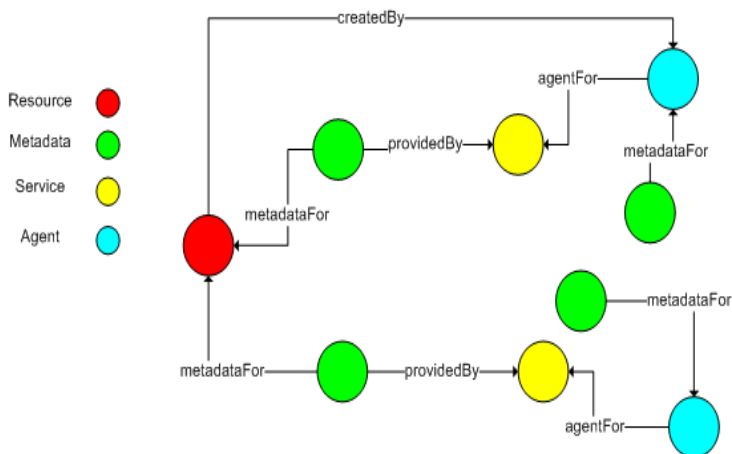 createdBy
agentFor
Resource
Metadata
providedBy
metadataFor
Service
metadataFor
Agent
metadataFor
metadataFor
providedBy
agentFor